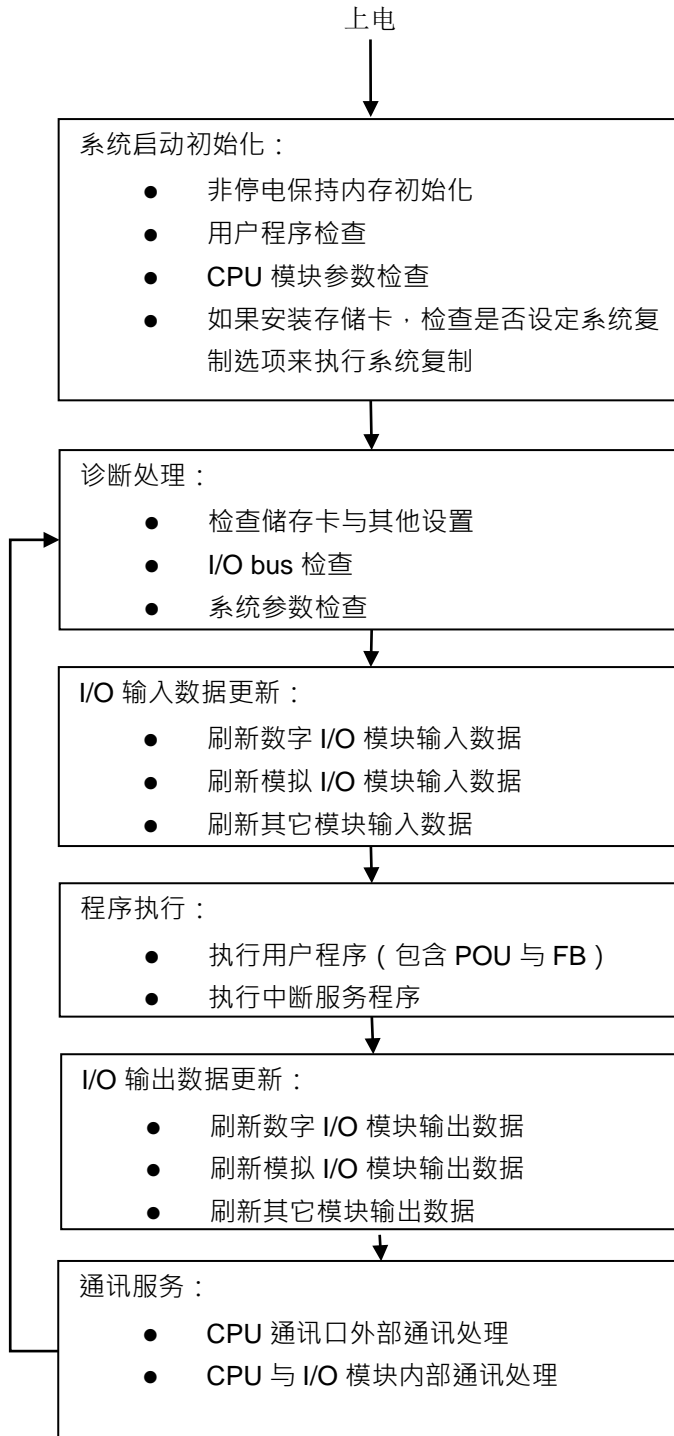 上电
系统启动初始化：
● 非停电保持内存初始化
● 用户程序检查
● CPU 模块参数检查
● 如果安装存储卡，检查是否设定系统复
制选项来执行系统复制
诊断处理：
● 检查储存卡与其他设置
● I/O bus 检查
● 系统参数检查
I/O 输入数据更新：
● 刷新数字 I/O 模块输入数据
● 刷新模拟 I/O 模块输入数据
● 刷新其它模块输入数据
程序执行：
● 执行用户程序（包含 POU 与 FB）
● 执行中断服务程序
I/O 输出数据更新：
● 刷新数字 I/O 模块输出数据
● 刷新模拟 I/O 模块输出数据
● 刷新其它模块输出数据
通讯服务：
● CPU 通讯口外部通讯处理
● CPU 与 I/O 模块内部通讯处理